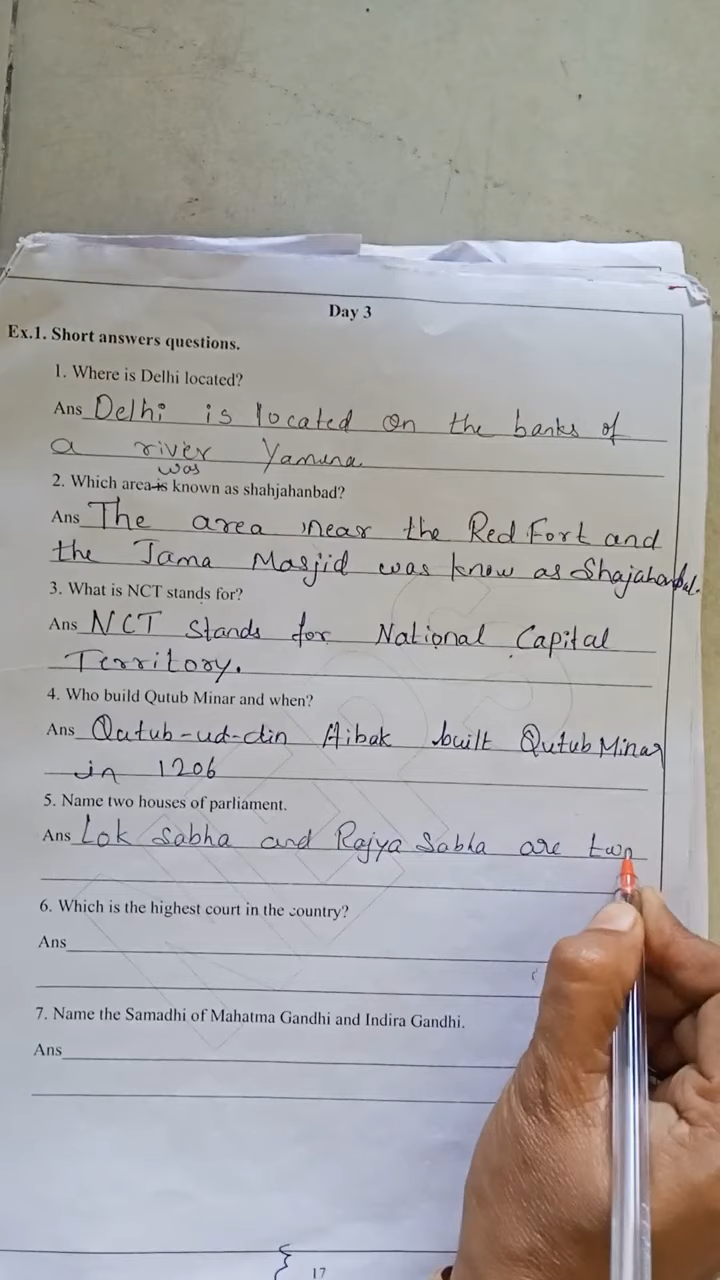 Day 3
Ex.1. Short answers questions.
1. Where is Delhi located?
Ans Delhi is located on the banks of
a river Yamuna.
was
2. Which area is known as shahjahanbad?
Ans The area near the Red Fort and
the Jama Masjid was know as Shajahanbad.
3. What is NCT stands for?
Ans NCT Stands for National Capital
Territory.
4. Who build Qutub Minar and when?
Ans Qutub-ud-din Aibak built Qutub Minar
in 1206
5. Name two houses of parliament.
Ans Lok Sabha and Rajya Sabha are two
6. Which is the highest court in the country?
Ans
7. Name the Samadhi of Mahatma Gandhi and Indira Gandhi.
Ans
17